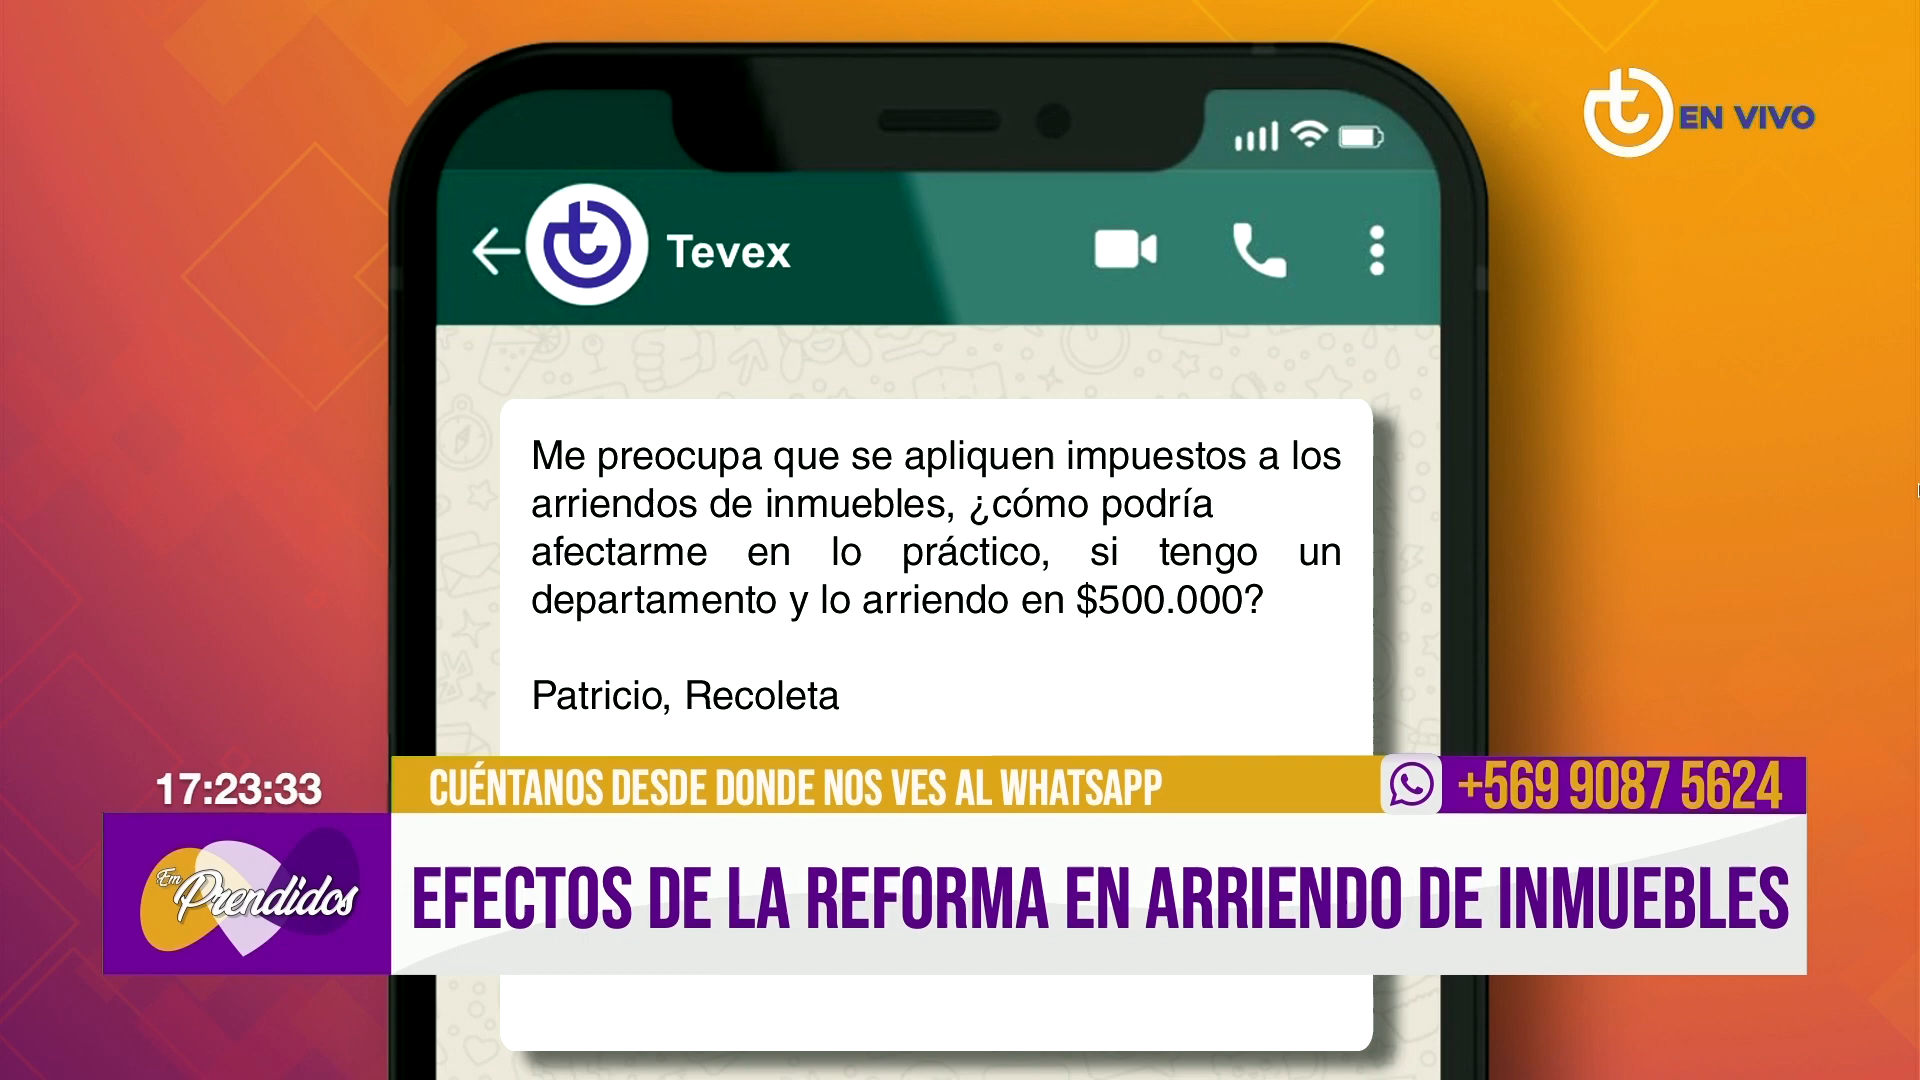 EN VIVO
Tevex
Me preocupa que se apliquen impuestos a los
arriendos de inmuebles, ¿cómo podría
afectarme en lo práctico, si tengo un
departamento y lo arriendo en $500.000?
Patricio, Recoleta
17:23:33
CUÉNTANOS DESDE DONDE NOS VES AL WHATSAPP
+569 9087 5624
Em
Prendidos
EFECTOS DE LA REFORMA EN ARRIENDO DE INMUEBLES